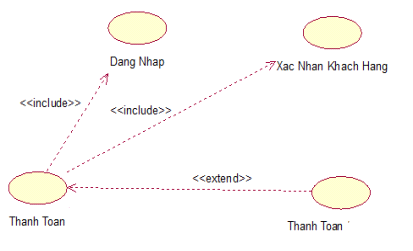 Dang Nhap
Xac Nhan Khach Hang
<<include>>
<<include>>
<<extend>>
Thanh Toan
Thanh Toan